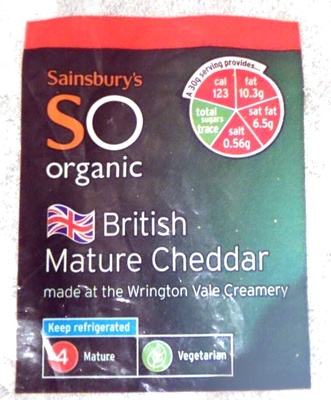 Sainsbury's
SO
organic
A 30g serving provides...
cal
123
fat
10.3g
sat fat
6.5g
salt
0.56g
total
sugars
trace
British
Mature Cheddar
made at the Wrington Vale Creamery
Keep refrigerated
4 Mature
V Vegetarian